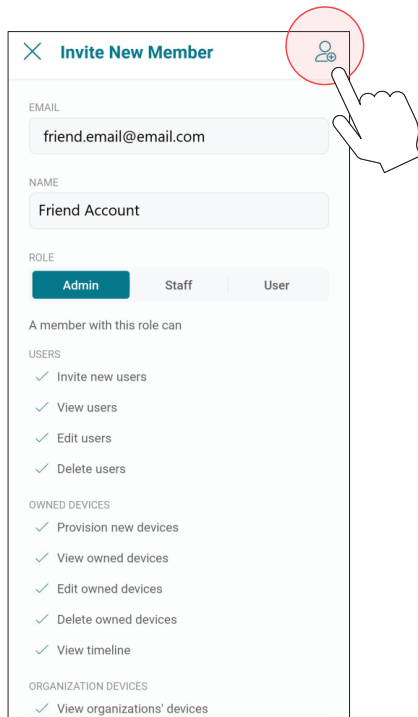 Invite New Member
EMAIL
friend.email@email.com
NAME
Friend Account
ROLE
Admin Staff User
A member with this role can
USERS
Invite new users
View users
Edit users
Delete users
OWNED DEVICES
Provision new devices
View owned devices
Edit owned devices
Delete owned devices
View timeline
ORGANIZATION DEVICES
View organizations' devices